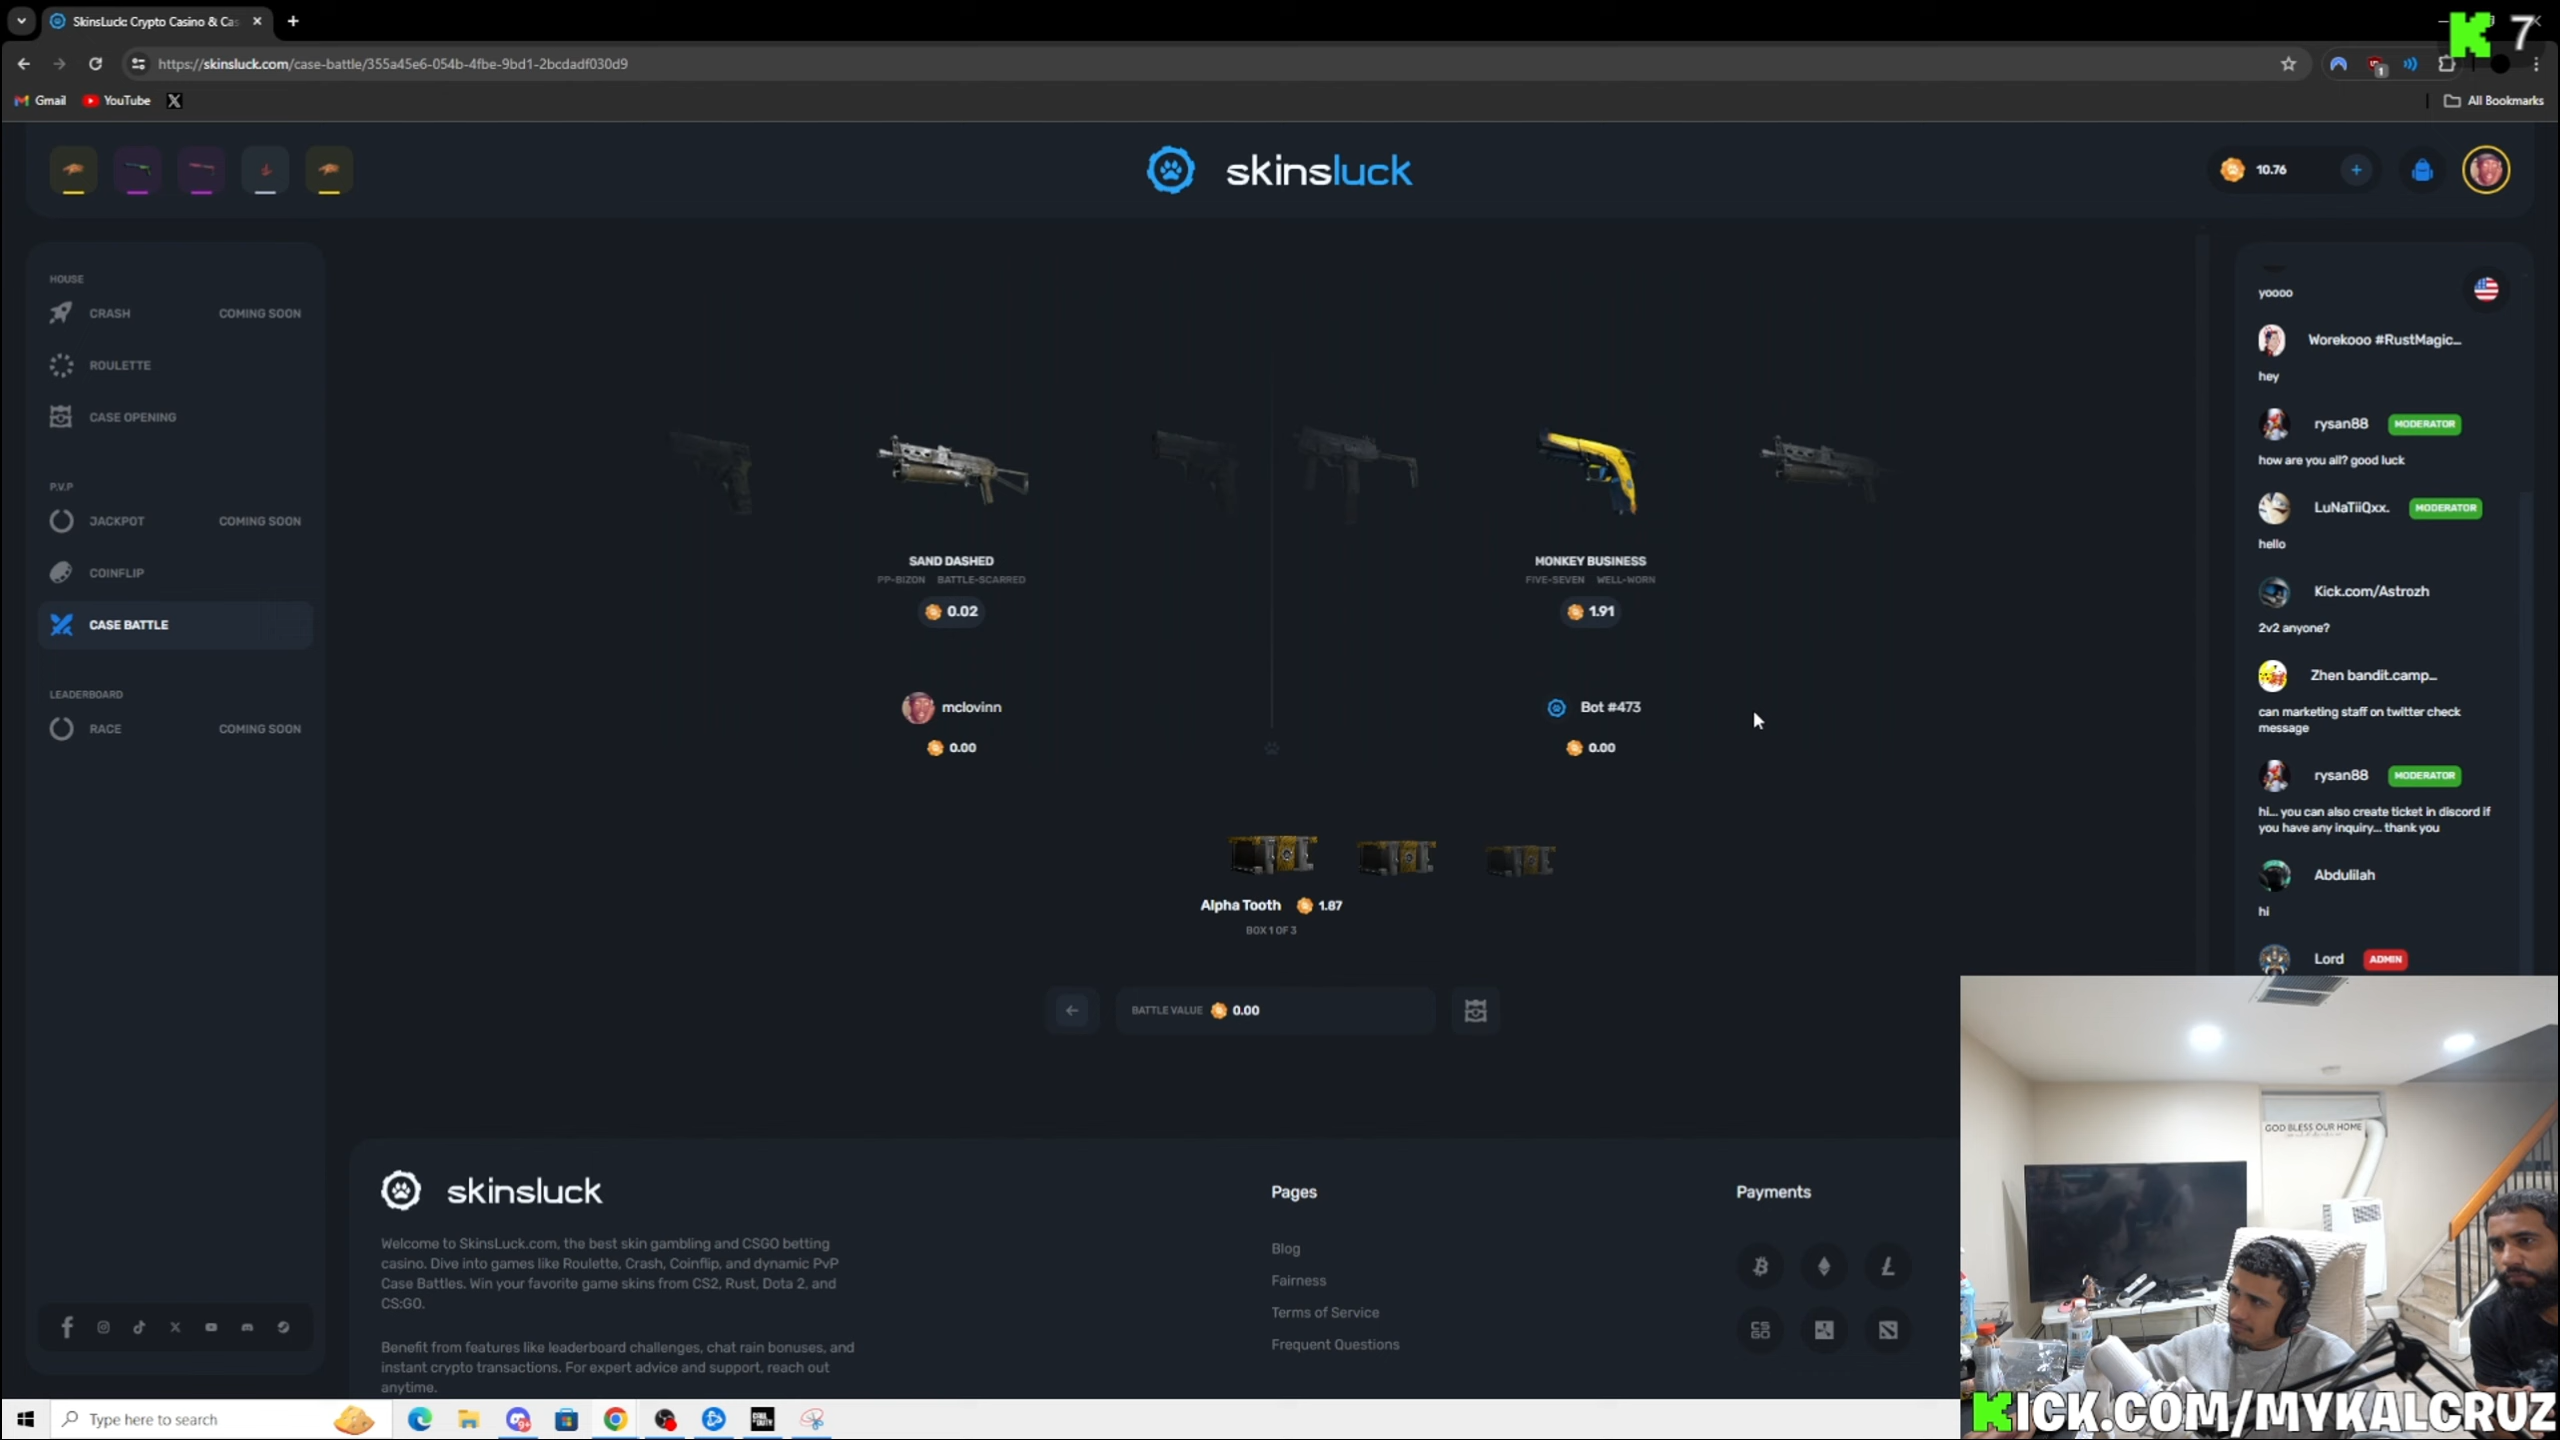 SkinsLuck: Crypto Casino & Cas
K 7
https://skinsluck.com/case-battle/355a45e6-054b-4fbe-9bd1-2bcdadf030d9
Gmail YouTube All Bookmarks
skinsluck
10.76
HOUSE
CRASH COMING SOON
ROULETTE
CASE OPENING
P.V.P
JACKPOT COMING SOON
COINFLIP
CASE BATTLE
LEADERBOARD
RACE COMING SOON
SAND DASHED
PP-BIZON BATTLE-SCARRED
0.02
mclovinn
0.00
MONKEY BUSINESS
FIVE-SEVEN WELL-WORN
1.91
Bot #473
0.00
Alpha Tooth 1.87
BOX 1 OF 3
BATTLE VALUE 0.00
yoooo
Worekooo #RustMagic...
hey
rysan88 MODERATOR
how are you all? good luck
LuNaTiiQxx. MODERATOR
hello
Kick.com/Astrozh
2v2 anyone?
Zhen bandit.camp...
can marketing staff on twitter check
message
rysan88 MODERATOR
hi... you can also create ticket in discord if
you have any inquiry... thank you
Abdulilah
hi
Lord ADMIN
skinsluck
Welcome to SkinsLuck.com, the best skin gambling and CSGO betting
casino. Dive into games like Roulette, Crash, Coinflip, and dynamic PvP
Case Battles. Win your favorite game skins from CS2, Rust, Dota 2, and
CS:GO.
Benefit from features like leaderboard challenges, chat rain bonuses, and
instant crypto transactions. For expert advice and support, reach out
anytime.
Pages
Blog
Fairness
Terms of Service
Frequent Questions
Payments
CS
GO
GOD BLESS OUR HOME
Type here to search
KICK.COM/MYKALCRUZ